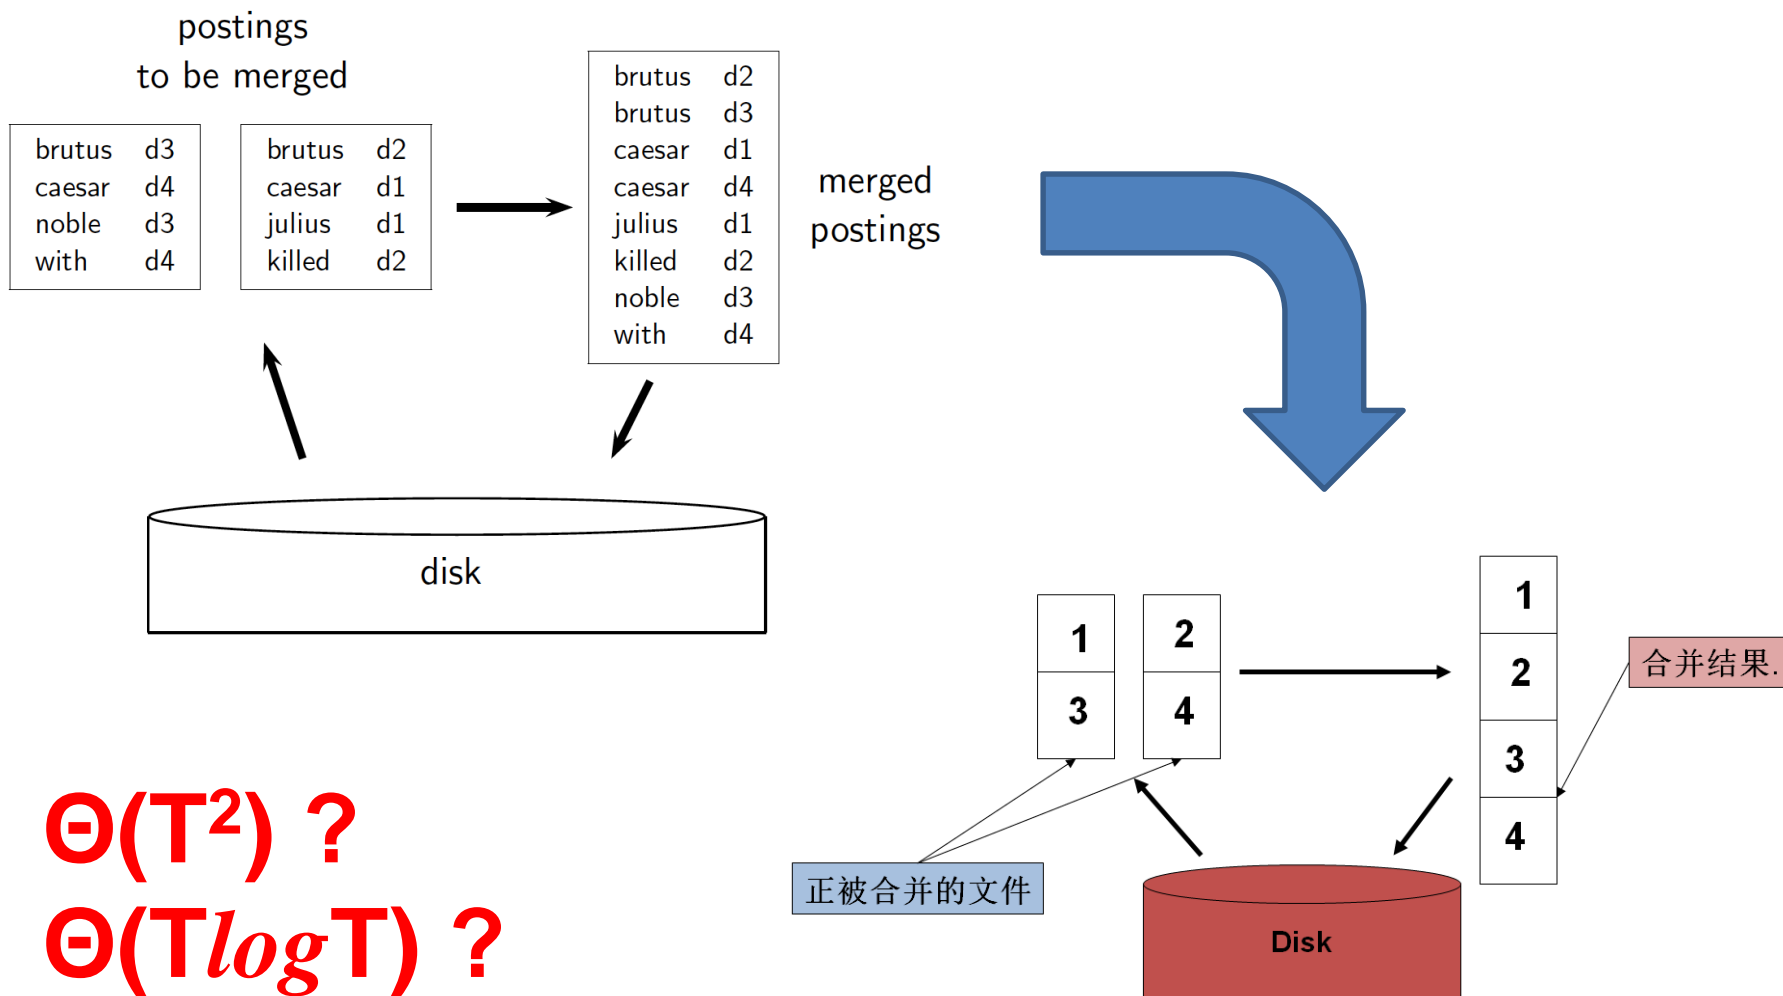 postings
to be merged
brutus d3
caesar d4
noble d3
with d4
brutus d2
caesar d1
julius d1
killed d2
brutus d2
brutus d3
caesar d1
caesar d4
julius d1
killed d2
noble d3
with d4
merged
postings
disk
1
3
2
4
1
2
3
4
合并结果.
正被合并的文件
Disk
Θ(T²) ?
Θ(TlogT) ?